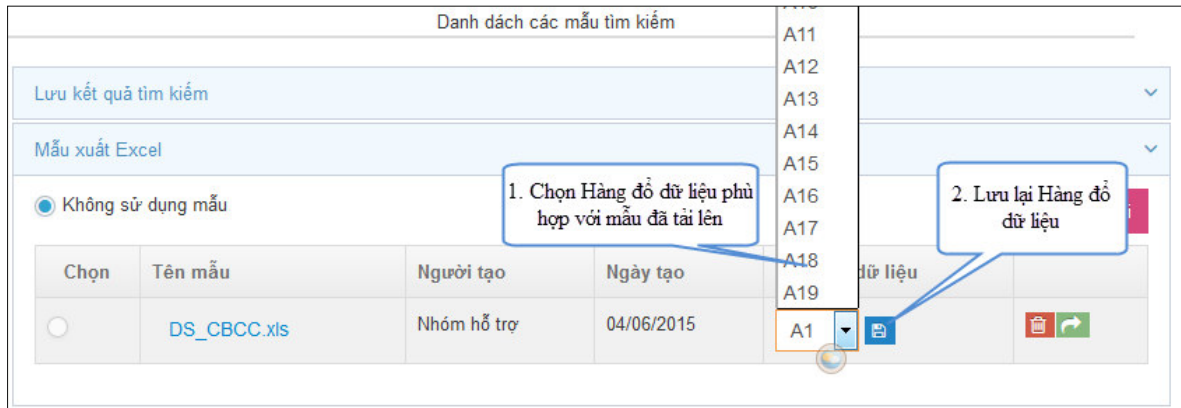 Danh dách các mẫu tìm kiếm
A11
A12
A13
A14
A15
A16
A17
A18
A19
Lưu kết quả tìm kiếm
Mẫu xuất Excel
Không sử dụng mẫu
1. Chọn Hàng đổ dữ liệu phù
hợp với mẫu đã tải lên
2. Lưu lại Hàng đổ
dữ liệu
Chọn Tên mẫu Người tạo Ngày tạo dữ liệu
DS_CBCC.xls Nhóm hỗ trợ 04/06/2015 A1